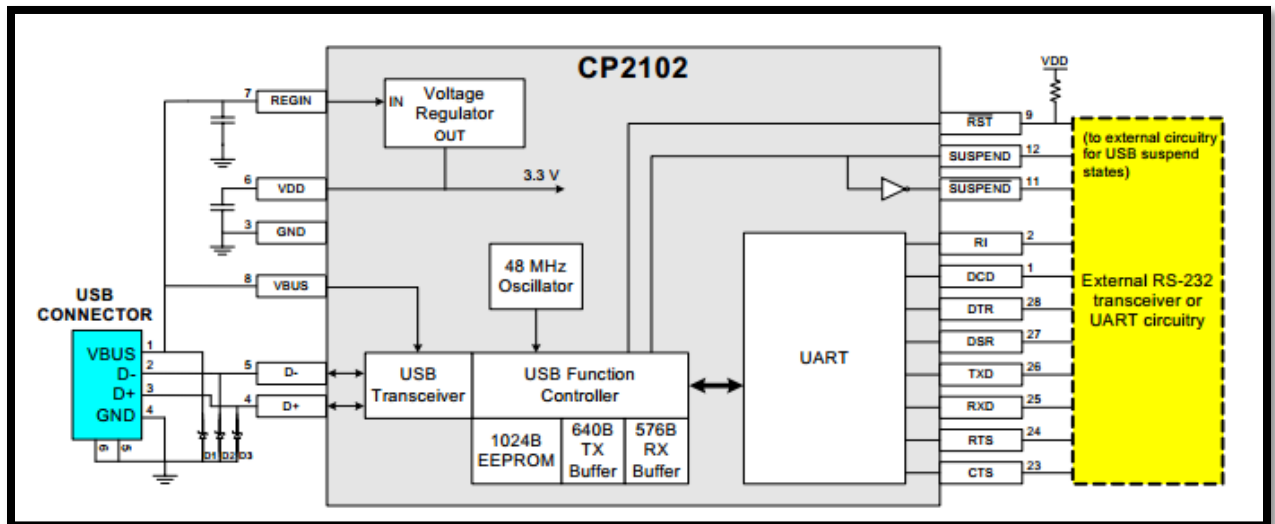 CP2102
VDD
7
REGIN
IN
Voltage
Regulator
OUT
RST
9
(to external circuitry
for USB suspend
states)
SUSPEND
12
6
VDD
3.3 V
SUSPEND
11
3
GND
RI
2
48 MHz
Oscillator
DCD
1
8
VBUS
External RS-232
transceiver or
UART circuitry
DTR
28
USB
CONNECTOR
DSR
27
VBUS
1
UART
D-
2
5
D-
USB
Transceiver
USB Function
Controller
TXD
26
D+
3
4
D+
RXD
25
GND
4
1024B
EEPROM
640B
TX
Buffer
576B
RX
Buffer
RTS
24
6
5
D1
D2
D3
CTS
23